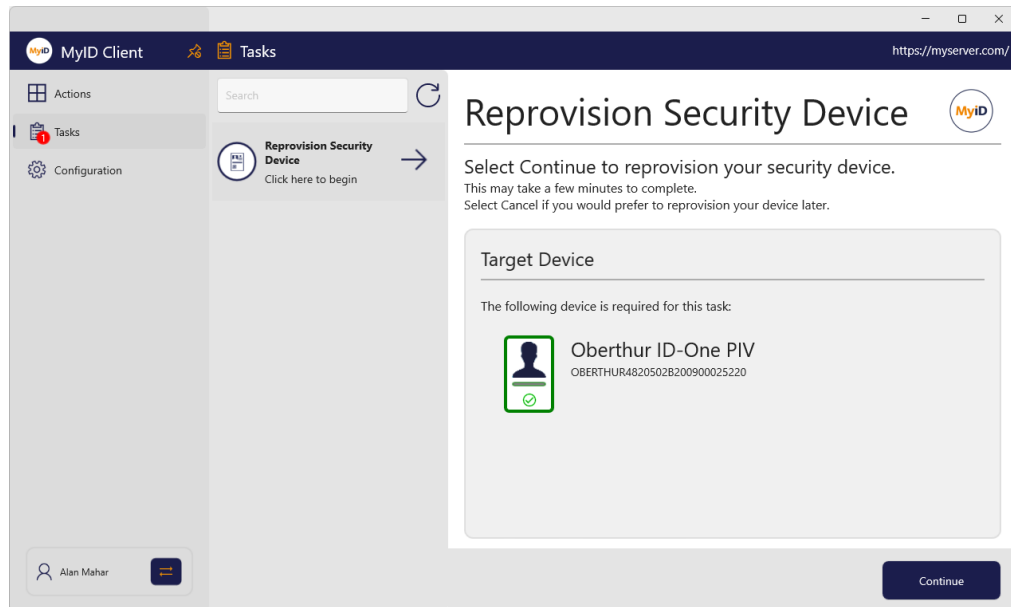 MyiD
MyID Client
Tasks
https://myserver.com/
Actions
1
Tasks
Configuration
Alan Mahar
Search
Reprovision Security
Device
Click here to begin
Reprovision Security Device
MyiD
Select Continue to reprovision your security device.
This may take a few minutes to complete.
Select Cancel if you would prefer to reprovision your device later.
Target Device
The following device is required for this task:
Oberthur ID-One PIV
OBERTHUR4820502B200900025220
Continue